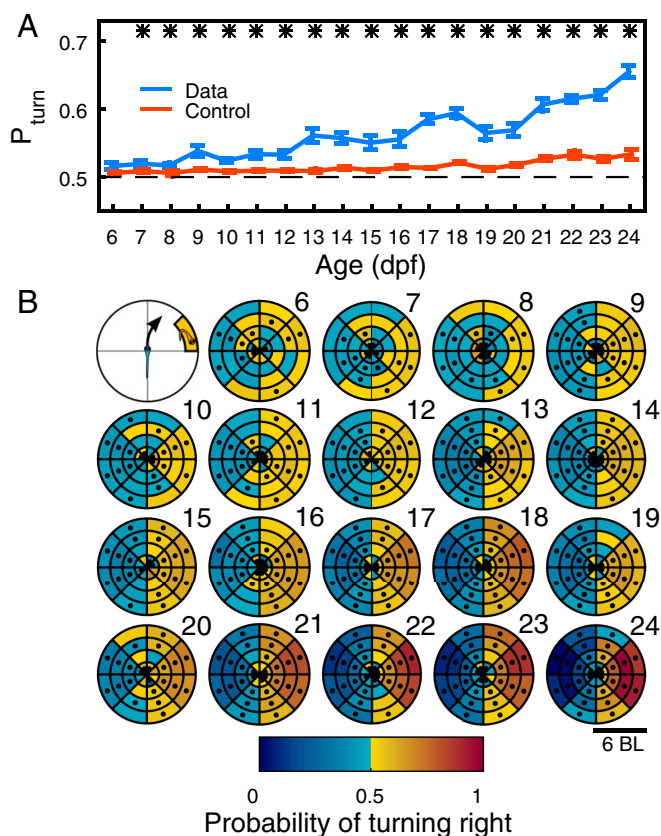 A
* * * * * * * * * * * * * * * * * *
0.7
0.6
0.5
P_turn
Data
Control
6 7 8 9 10 11 12 13 14 15 16 17 18 19 20 21 22 23 24
Age (dpf)
B
6 7 8 9
10 11 12 13 14
15 16 17 18 19
20 21 22 23 24
6 BL
0 0.5 1
Probability of turning right